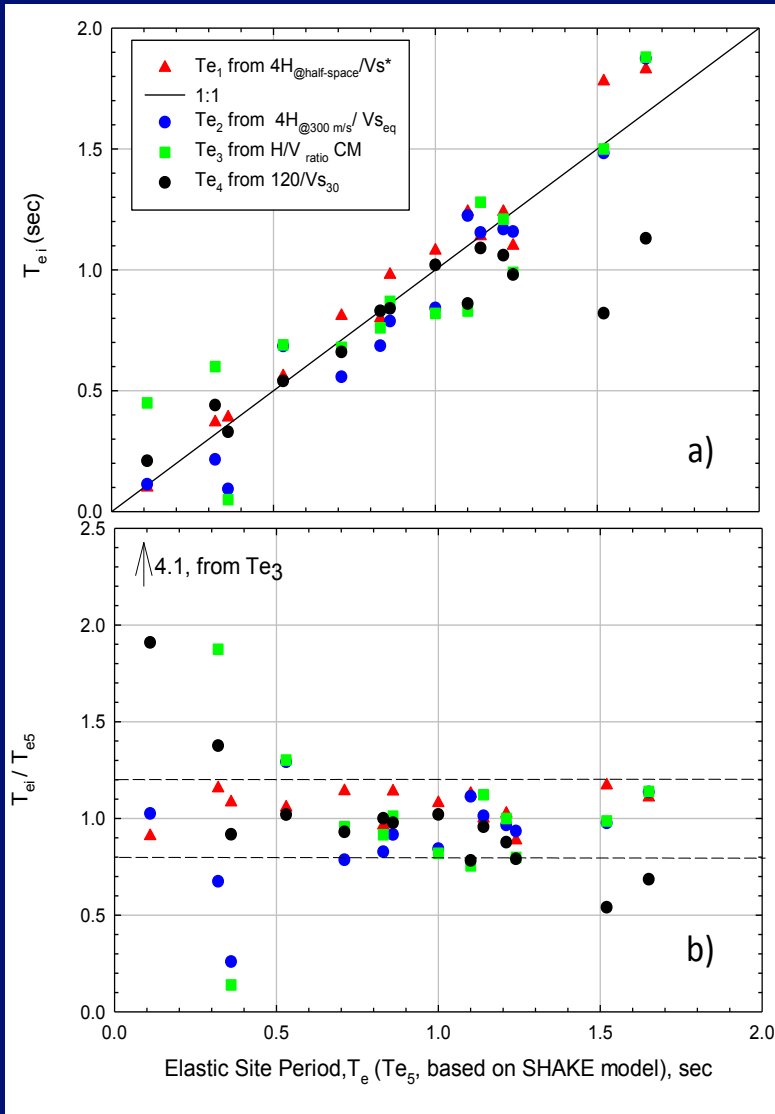 2.0
1.5
1.0
0.5
0.0
T e i (sec)
Te1 from 4H@half-space/Vs*
1:1
Te2 from 4H@300 m/s/ Vseq
Te3 from H/V ratio CM
Te4 from 120/Vs30
a)
2.5
2.0
1.5
1.0
0.5
0.0
Tei / Te5
4.1, from Te3
b)
0.0 0.5 1.0 1.5 2.0
Elastic Site Period,Te (Te5, based on SHAKE model), sec